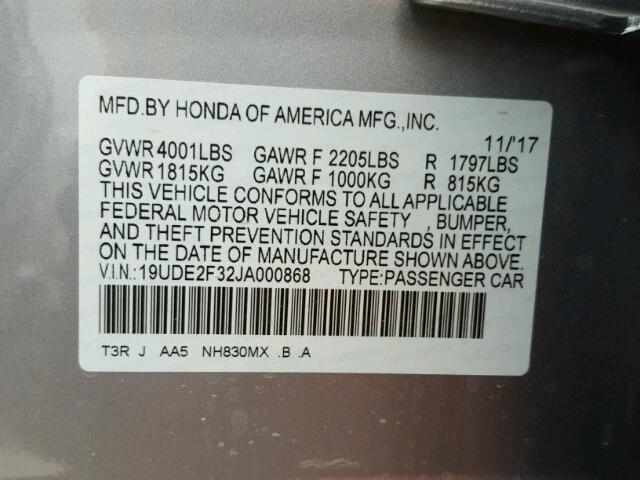 MFD.BY HONDA OF AMERICA MFG.,INC.
11/'17
GVWR 4001LBS GAWR F 2205LBS R 1797LBS
GVWR 1815KG GAWR F 1000KG R 815KG
THIS VEHICLE CONFORMS TO ALL APPLICABLE
FEDERAL MOTOR VEHICLE SAFETY , BUMPER,
AND THEFT PREVENTION STANDARDS IN EFFECT
ON THE DATE OF MANUFACTURE SHOWN ABOVE.
V.I.N.:19UDE2F32JA000868 TYPE:PASSENGER CAR
T3R J AA5 NH830MX .B .A